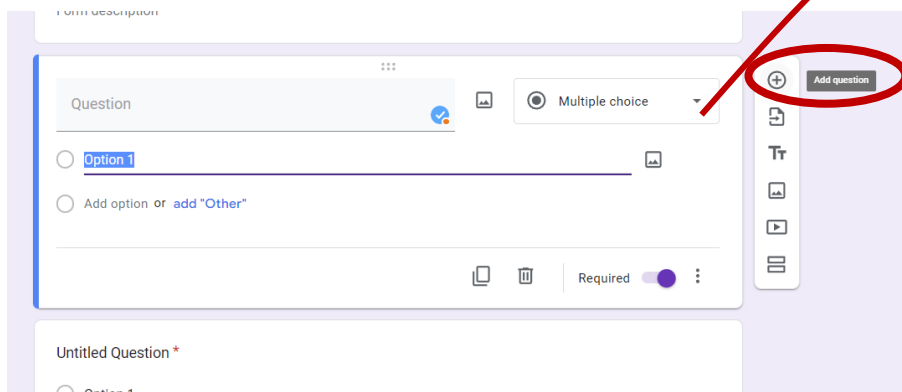 Form description
Add question
Question
Multiple choice
Option 1
Tт
Add option or add "Other"
Required
Untitled Question *
Option 1